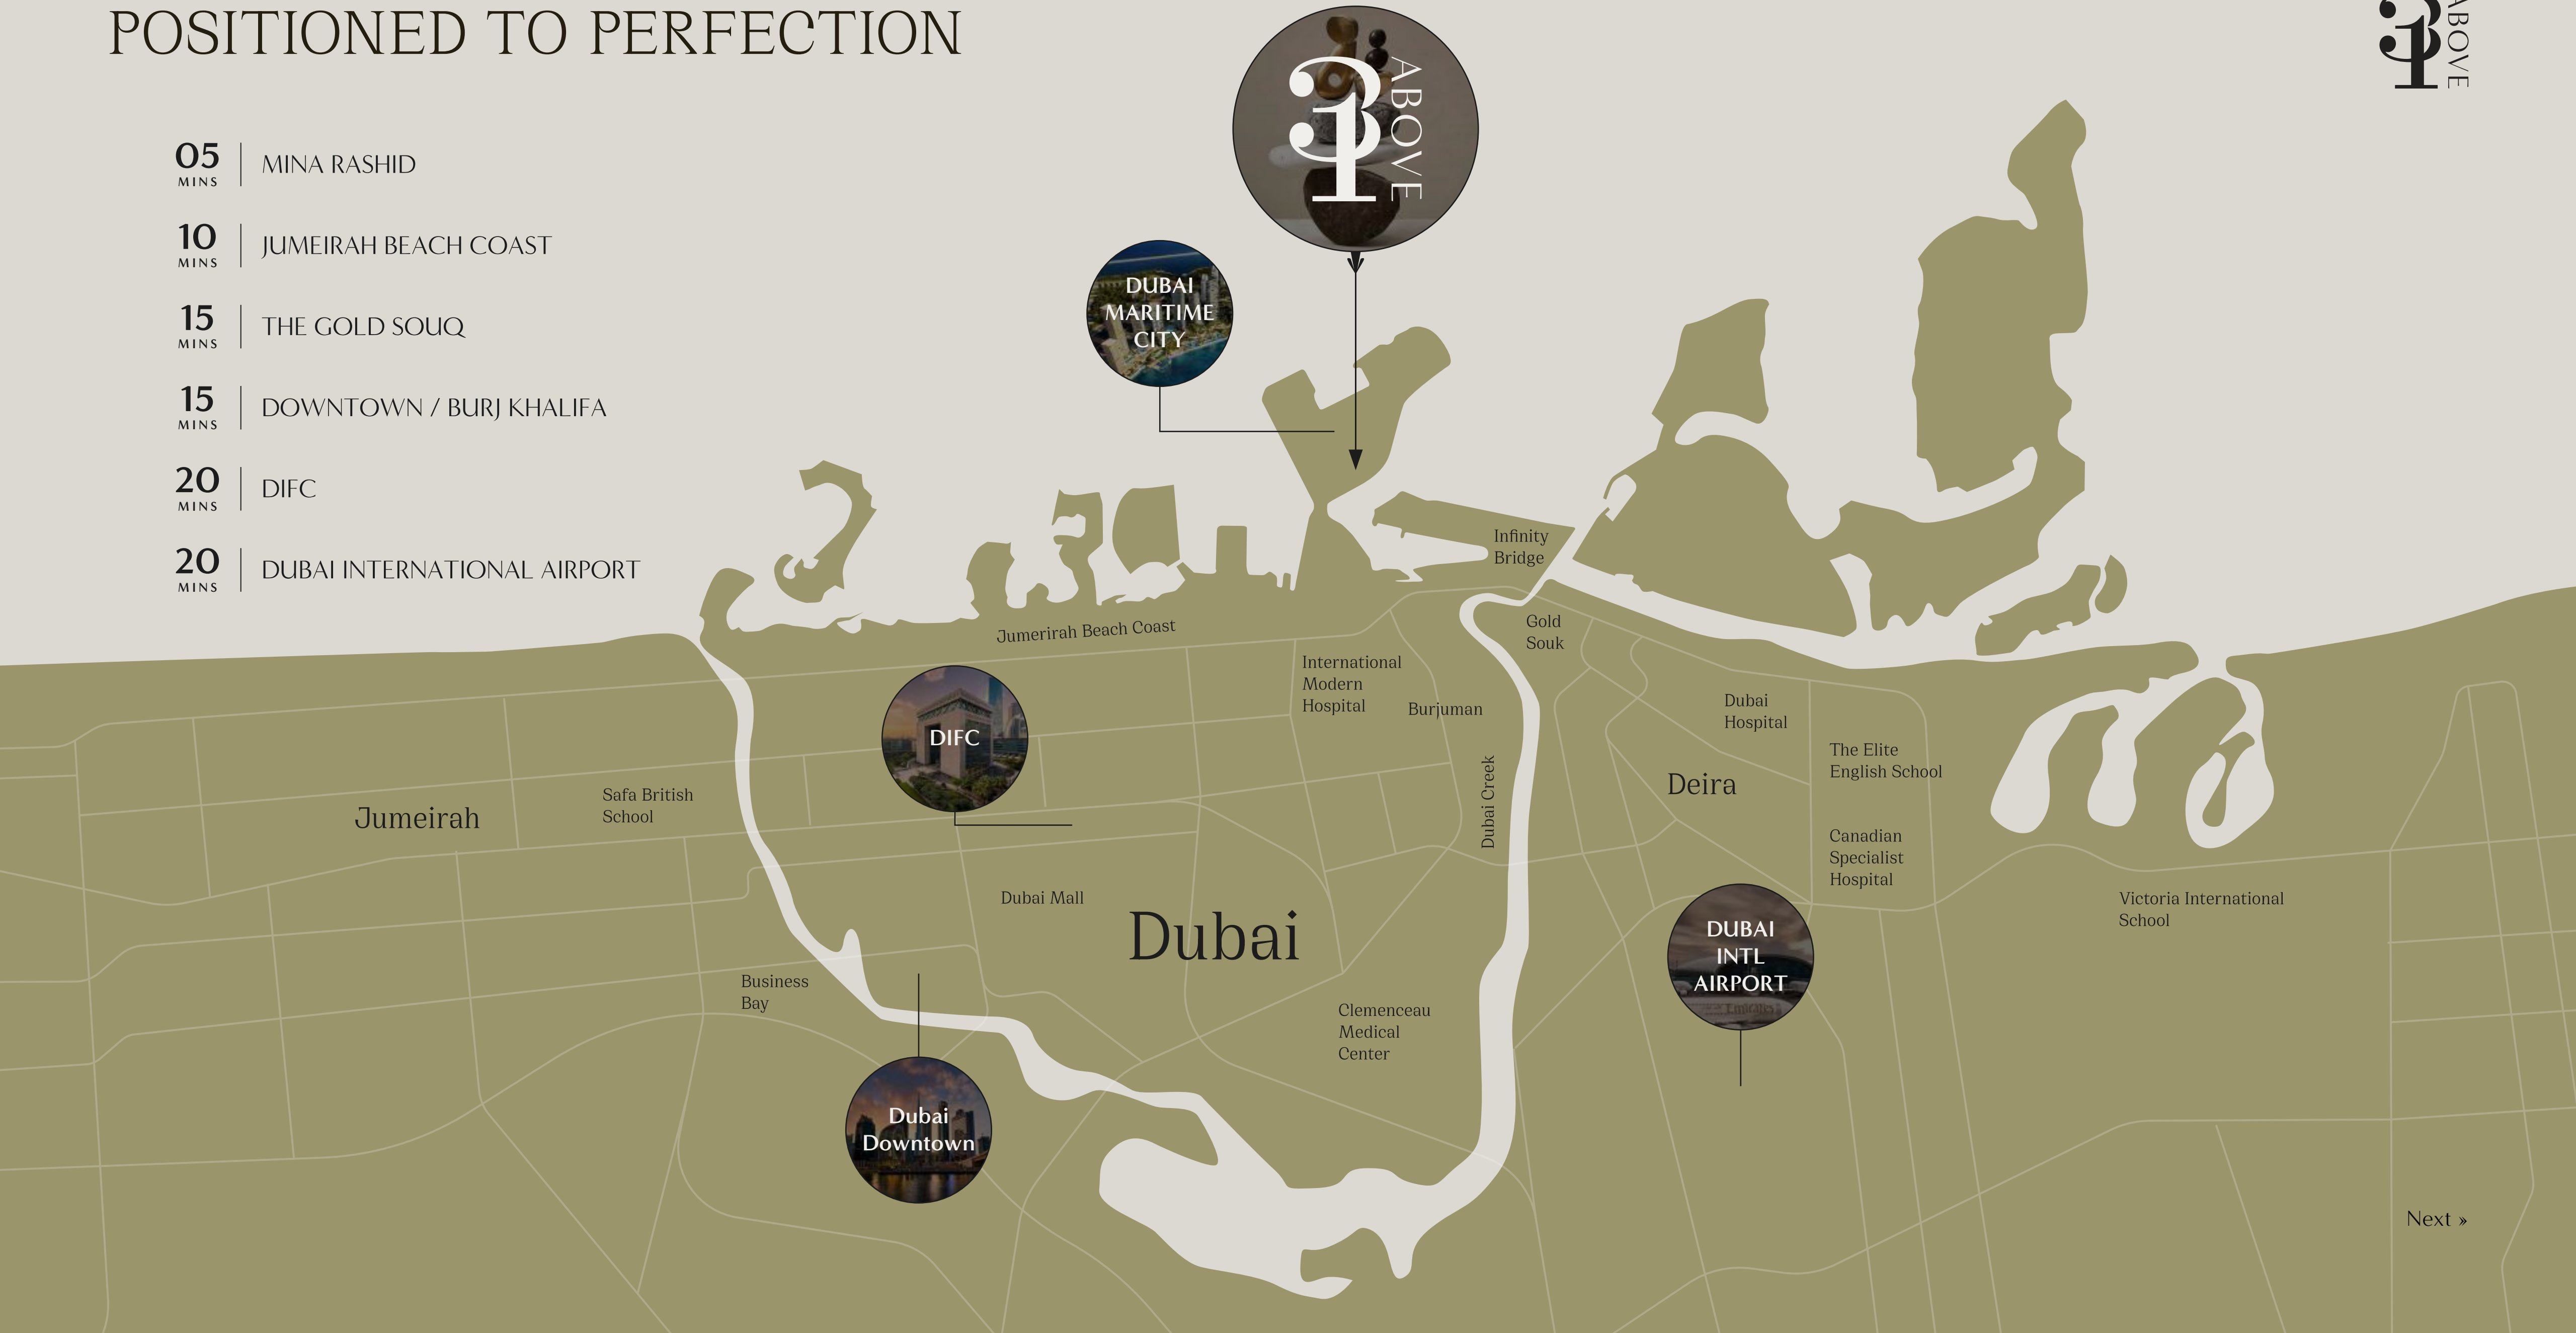 POSITIONED TO PERFECTION
31 ABOVE
31 ABOVE
05
MINS
MINA RASHID
10
MINS
JUMEIRAH BEACH COAST
15
MINS
THE GOLD SOUQ
15
MINS
DOWNTOWN / BURJ KHALIFA
20
MINS
DIFC
20
MINS
DUBAI INTERNATIONAL AIRPORT
DUBAI
MARITIME
CITY
Infinity
Bridge
Gold
Souk
Jumerirah Beach Coast
International
Modern
Hospital
Burjuman
DIFC
Dubai
Hospital
The Elite
English School
Deira
Dubai Creek
Safa British
School
Jumeirah
Canadian
Specialist
Hospital
Dubai Mall
Dubai
Victoria International
School
DUBAI
INTL
AIRPORT
Emirates
Business
Bay
Clemenceau
Medical
Center
Dubai
Downtown
Next »